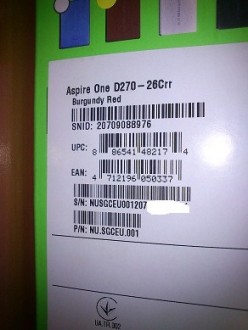 Aspire One D270-26Crr
Burgundy Red
SNID: 20709088976
UPC: 8 86541 48217 4
EAN: 4 712196 050337
S/N: NUSGCEU001207
P/N: NU.SGCEU.001